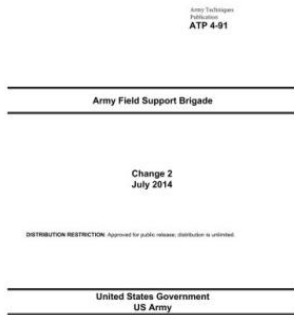 Army Techniques
Publication
ATP 4-91
Army Field Support Brigade
Change 2
July 2014
DISTRIBUTION RESTRICTION: Approved for public release; distribution is unlimited.
United States Government
US Army